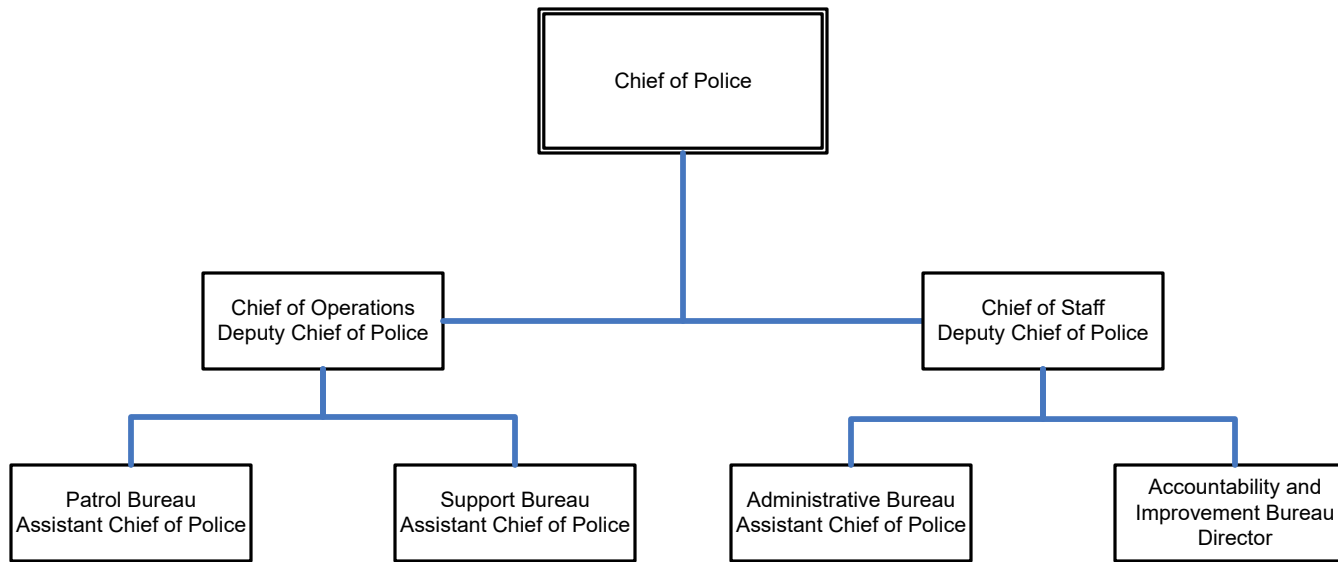 Chief of Police
Chief of Operations
Deputy Chief of Police
Chief of Staff
Deputy Chief of Police
Patrol Bureau
Assistant Chief of Police
Support Bureau
Assistant Chief of Police
Administrative Bureau
Assistant Chief of Police
Accountability and
Improvement Bureau
Director